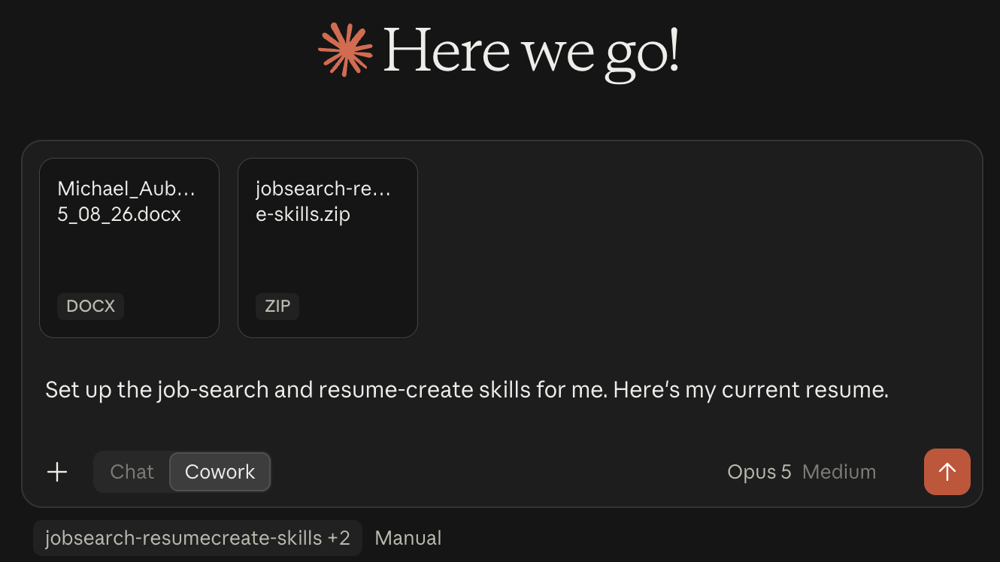 Here we go!
Michael_Aub...
5_08_26.docx
DOCX
jobsearch-re...
e-skills.zip
ZIP
Set up the job-search and resume-create skills for me. Here's my current resume.
Chat
Cowork
Opus 5 Medium
jobsearch-resumecreate-skills +2
Manual